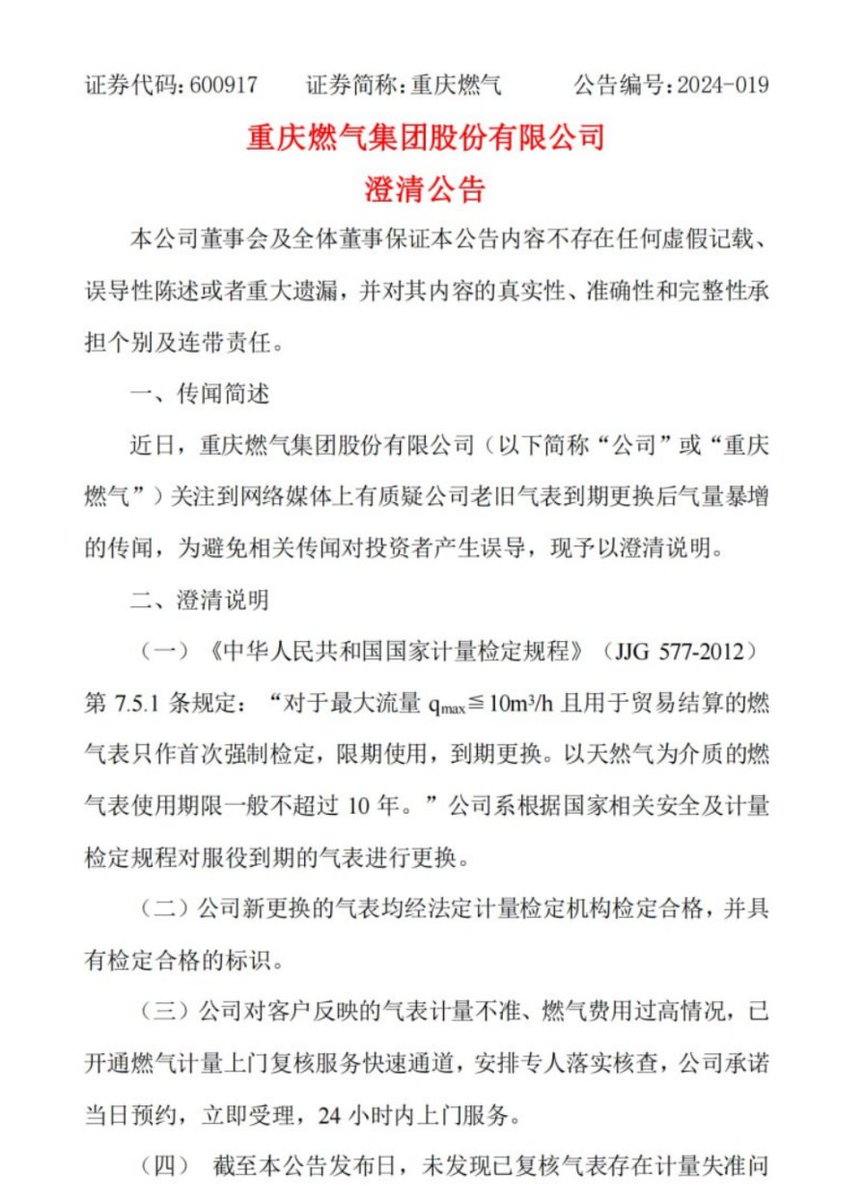 证券代码：600917 证券简称：重庆燃气 公告编号：2024-019
重庆燃气集团股份有限公司
澄清公告
本公司董事会及全体董事保证本公告内容不存在任何虚假记载、
误导性陈述或者重大遗漏，并对其内容的真实性、准确性和完整性承
担个别及连带责任。
一、传闻简述
近日，重庆燃气集团股份有限公司（以下简称“公司”或“重庆
燃气”）关注到网络媒体上有质疑公司老旧气表到期更换后气量暴增
的传闻，为避免相关传闻对投资者产生误导，现予以澄清说明。
二、澄清说明
（一）《中华人民共和国国家计量检定规程》（JJG 577-2012）
第 7.5.1 条规定：“对于最大流量 qmax≦10m³/h 且用于贸易结算的燃
气表只作首次强制检定，限期使用，到期更换。以天然气为介质的燃
气表使用期限一般不超过 10 年。”公司系根据国家相关安全及计量
检定规程对服役到期的气表进行更换。
（二）公司新更换的气表均经法定计量检定机构检定合格，并具
有检定合格的标识。
（三）公司对客户反映的气表计量不准、燃气费用过高情况，已
开通燃气计量上门复核服务快速通道，安排专人落实核查，公司承诺
当日预约，立即受理，24 小时内上门服务。
（四） 截至本公告发布日，未发现已复核气表存在计量失准问